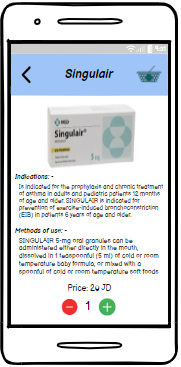 9:41
Singulair
MSD
Singulair®
5 mg
Indications: -
Is indicated for the prophylaxis and chronic treatment
of asthma in adults and pediatric patients 12 months
of age and older. SINGULAIR is indicated for
prevention of exercise-induced bronchoconstriction
(EIB) in patients 6 years of age and older.
Methods of use: -
SINGULAIR 5-mg oral granules can be
administered either directly in the mouth,
dissolved in 1 teaspoonful (5 ml) of cold or room
temperature baby formula, or mixed with a
spoonful of cold or room temperature soft foods
Price: 20 JD
1